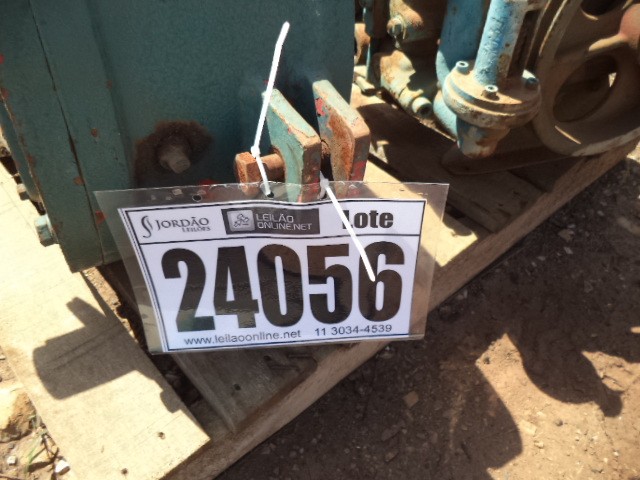 JORDÃO
LEILÕES
LEILÃO
ONLINE.NET
Lote
24056
www.leilaoonline.net 11 3034-4539